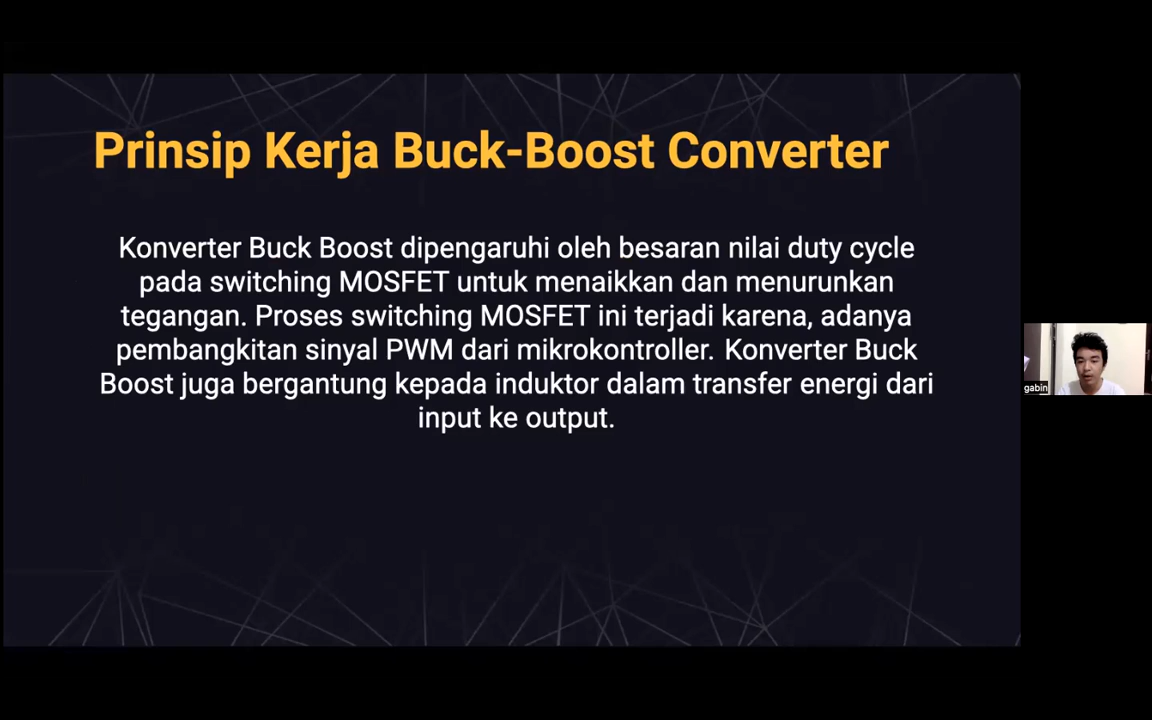 Prinsip Kerja Buck-Boost Converter
Konverter Buck Boost dipengaruhi oleh besaran nilai duty cycle
pada switching MOSFET untuk menaikkan dan menurunkan
tegangan. Proses switching MOSFET ini terjadi karena, adanya
pembangkitan sinyal PWM dari mikrokontroller. Konverter Buck
Boost juga bergantung kepada induktor dalam transfer energi dari
input ke output.
gabin